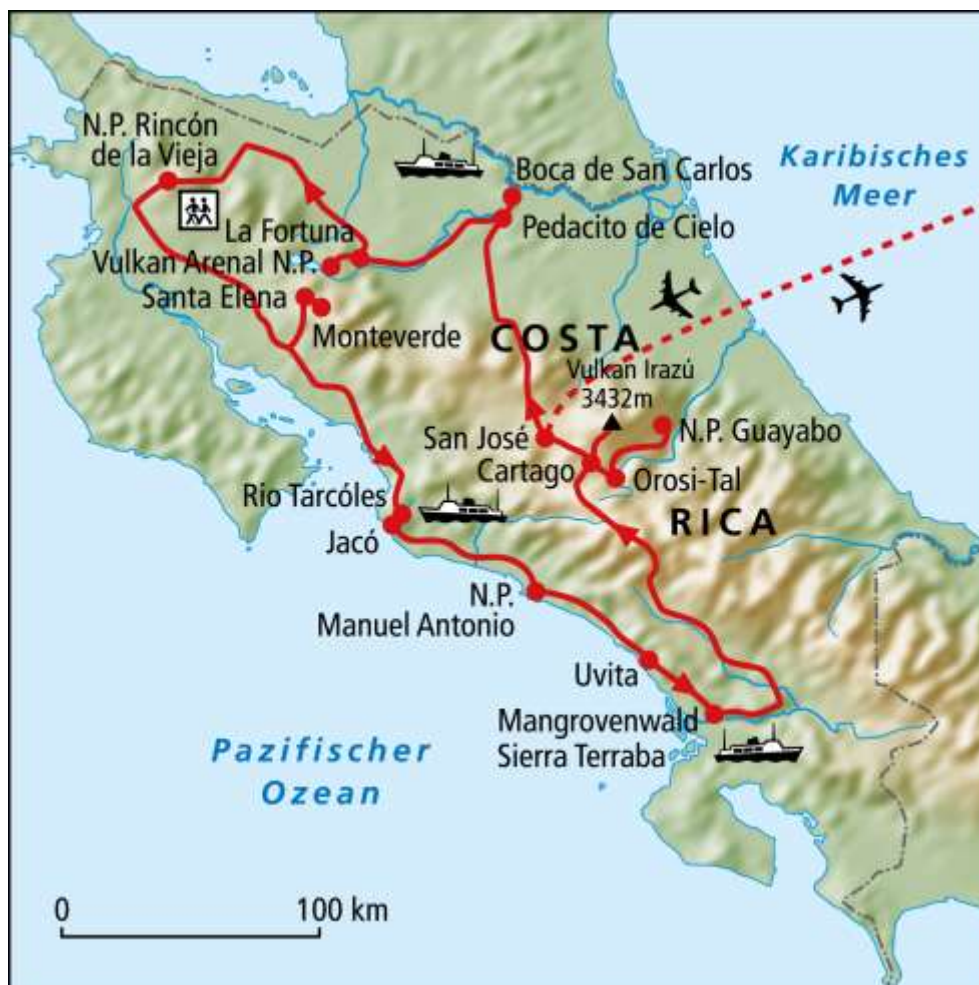 N.P. Rincón
de la Vieja
Boca de San Carlos
Karibisches
Meer
Pedacito de Cielo
La Fortuna
Vulkan Arenal N.P.
Santa Elena
Monteverde
COSTA
Vulkan Irazú
3432m
San José
N.P. Guayabo
Cartago
Orosi-Tal
RICA
Rio Tarcóles
Jacó
N.P.
Manuel Antonio
Uvita
Mangrovenwald
Sierra Terraba
Pazifischer
Ozean
0 100 km